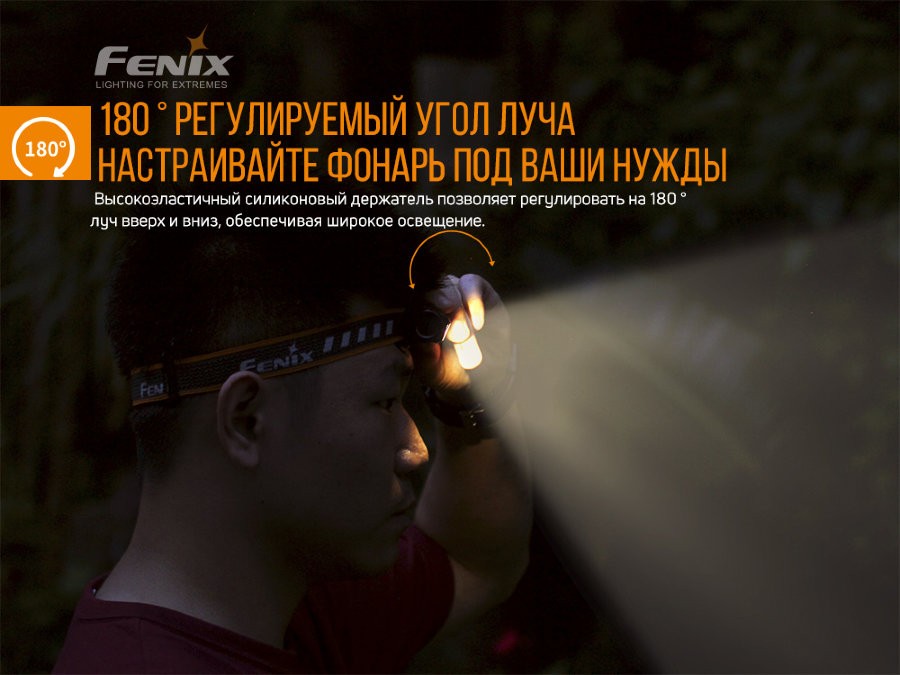 FENIX
LIGHTING FOR EXTREMES
180°
180 ° РЕГУЛИРУЕМЫЙ УГОЛ ЛУЧА
НАСТРАИВАЙТЕ ФОНАРЬ ПОД ВАШИ НУЖДЫ
Высокоэластичный силиконовый держатель позволяет регулировать на 180 °
луч вверх и вниз, обеспечивая широкое освещение.
FENIX
FEN